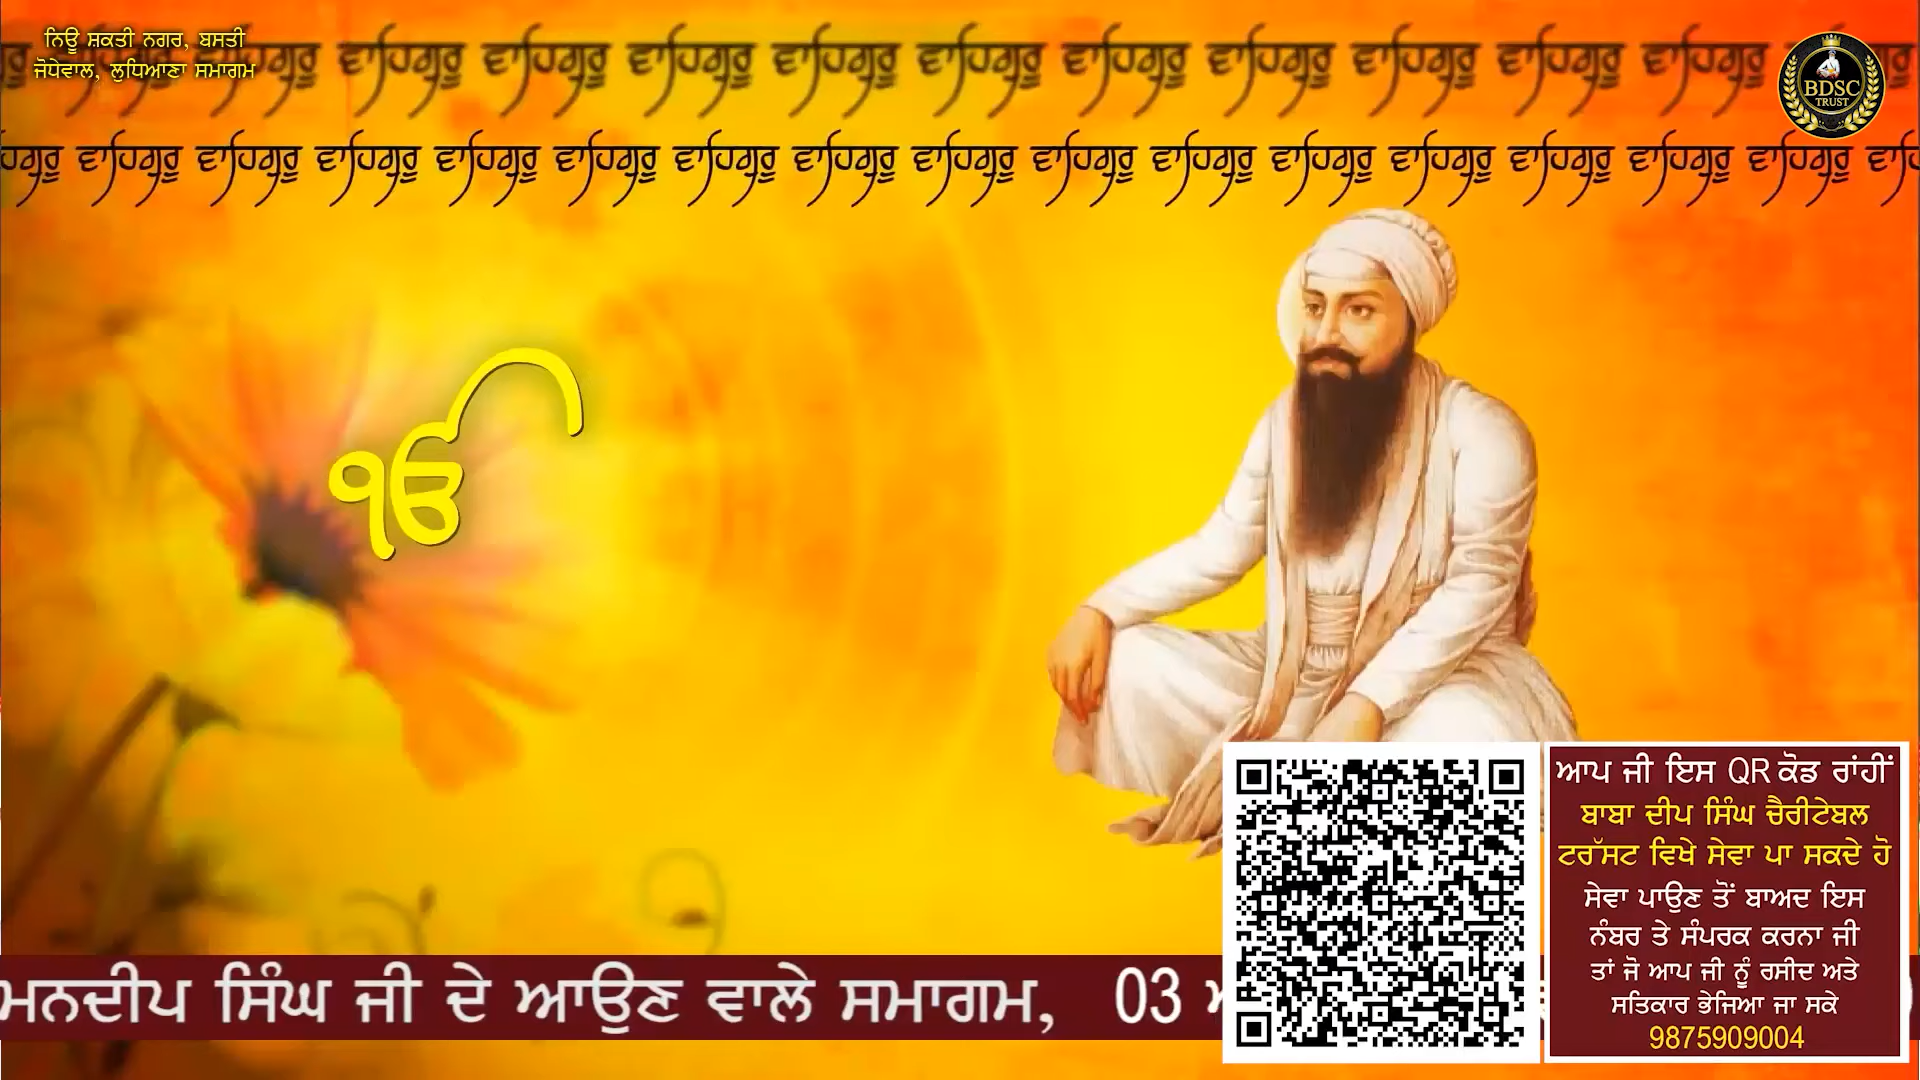 ਨਿਊ ਸ਼ਕਤੀ ਨਗਰ, ਬਸਤੀ
ਜੋਧੇਵਾਲ, ਲੁਧਿਆਣਾ ਸਮਾਗਮ
ਵਾਹਿਗੁਰੂ ਵਾਹਿਗੁਰੂ ਵਾਹਿਗੁਰੂ ਵਾਹਿਗੁਰੂ ਵਾਹਿਗੁਰੂ ਵਾਹਿਗੁਰੂ ਵਾਹਿਗੁਰੂ ਵਾਹਿਗੁਰੂ ਵਾਹਿਗੁਰੂ ਵਾਹਿਗੁਰੂ
BDSC
TRUST
ਵਾਹਿਗੁਰੂ ਵਾਹਿਗੁਰੂ ਵਾਹਿਗੁਰੂ ਵਾਹਿਗੁਰੂ ਵਾਹਿਗੁਰੂ ਵਾਹਿਗੁਰੂ ਵਾਹਿਗੁਰੂ ਵਾਹਿਗੁਰੂ ਵਾਹਿਗੁਰੂ ਵਾਹਿਗੁਰੂ ਵਾਹਿਗੁਰੂ ਵਾਹਿਗੁਰੂ ਵਾਹਿਗੁਰੂ ਵਾਹਿਗੁਰੂ ਵਾਹਿਗੁਰੂ
ੴ
ਆਪ ਜੀ ਇਸ QR ਕੋਡ ਰਾਂਹੀਂ
ਬਾਬਾ ਦੀਪ ਸਿੰਘ ਚੈਰੀਟੇਬਲ
ਟਰੱਸਟ ਵਿਖੇ ਸੇਵਾ ਪਾ ਸਕਦੇ ਹੋ
ਸੇਵਾ ਪਾਉਣ ਤੋਂ ਬਾਅਦ ਇਸ
ਨੰਬਰ ਤੇ ਸੰਪਰਕ ਕਰਨਾ ਜੀ
ਤਾਂ ਜੋ ਆਪ ਜੀ ਨੂੰ ਰਸੀਦ ਅਤੇ
ਸਤਿਕਾਰ ਭੇਜਿਆ ਜਾ ਸਕੇ
9875909004
ਮਨਦੀਪ ਸਿੰਘ ਜੀ ਦੇ ਆਉਣ ਵਾਲੇ ਸਮਾਗਮ, 03